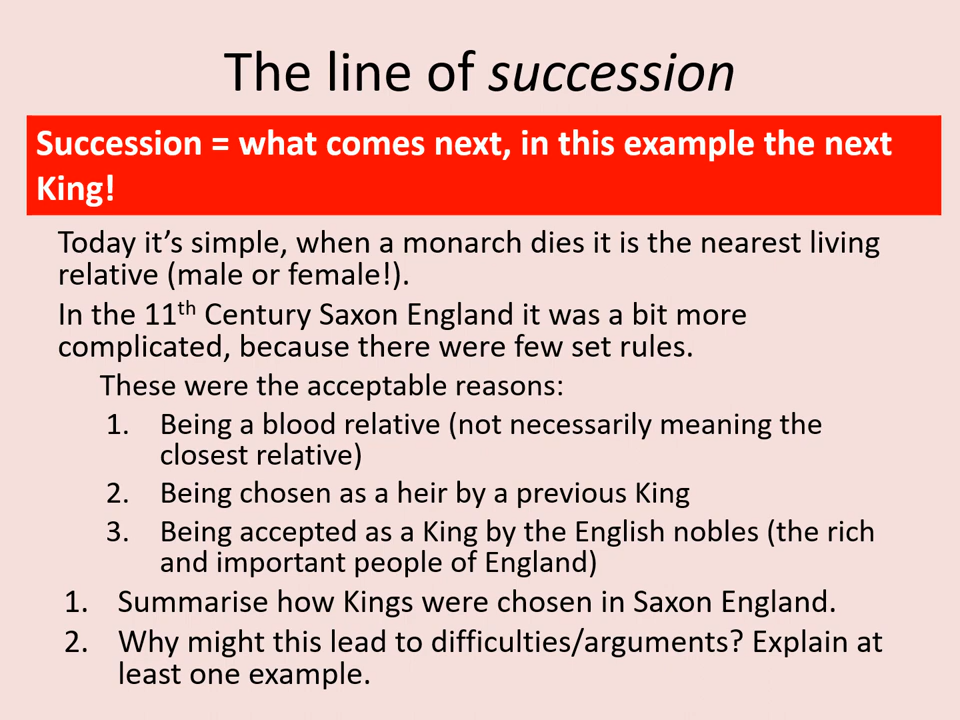 The line of succession
Succession = what comes next, in this example the next
King!
Today it’s simple, when a monarch dies it is the nearest living
relative (male or female!).
In the 11th Century Saxon England it was a bit more
complicated, because there were few set rules.
These were the acceptable reasons:
1. Being a blood relative (not necessarily meaning the
closest relative)
2. Being chosen as a heir by a previous King
3. Being accepted as a King by the English nobles (the rich
and important people of England)
1. Summarise how Kings were chosen in Saxon England.
2. Why might this lead to difficulties/arguments? Explain at
least one example.